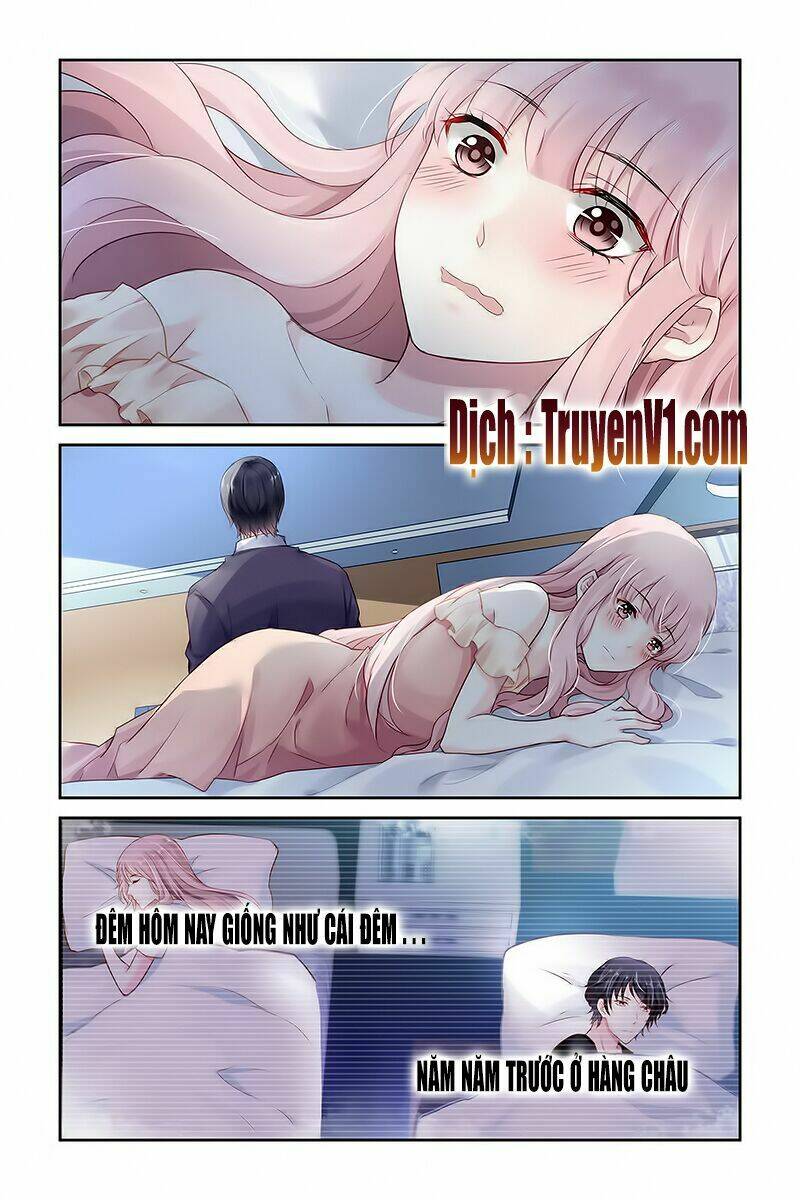 Dịch : TruyenV1.com
ĐÊM HÔM NAY GIỐNG NHƯ CÁI ĐÊM . . .
NĂM NĂM TRƯỚC Ở HÀNG CHÂU